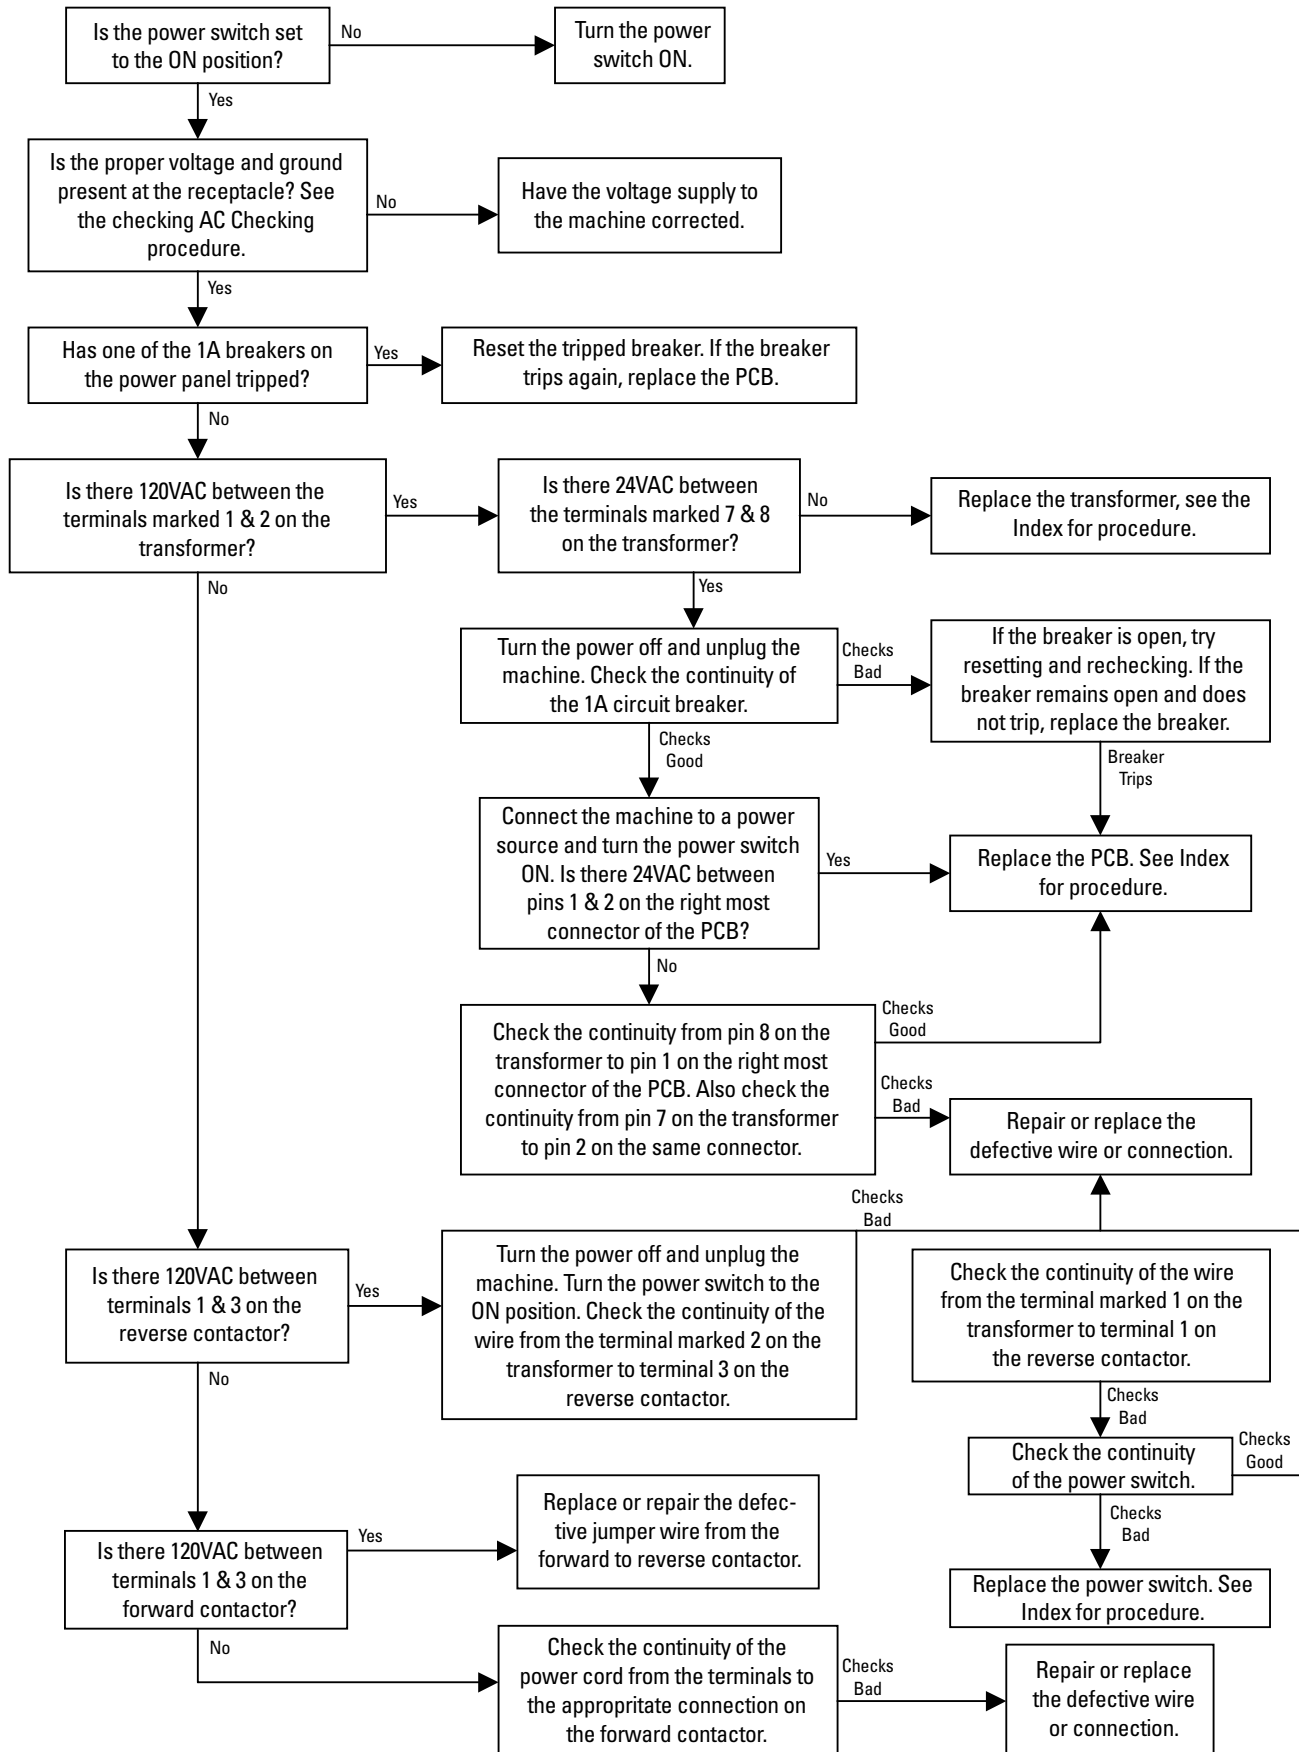 Is the power switch set
to the ON position?
No
Turn the power
switch ON.
Yes
Is the proper voltage and ground
present at the receptacle? See
the checking AC Checking
procedure.
No
Have the voltage supply to
the machine corrected.
Yes
Has one of the 1A breakers on
the power panel tripped?
Yes
Reset the tripped breaker. If the breaker
trips again, replace the PCB.
No
Is there 120VAC between the
terminals marked 1 & 2 on the
transformer?
Yes
Is there 24VAC between
the terminals marked 7 & 8
on the transformer?
No
Replace the transformer, see the
Index for procedure.
No
Yes
Turn the power off and unplug the
machine. Check the continuity of
the 1A circuit breaker.
Checks
Bad
If the breaker is open, try
resetting and rechecking. If the
breaker remains open and does
not trip, replace the breaker.
Checks
Good
Breaker
Trips
Connect the machine to a power
source and turn the power switch
ON. Is there 24VAC between
pins 1 & 2 on the right most
connector of the PCB?
Yes
Replace the PCB. See Index
for procedure.
No
Check the continuity from pin 8 on the
transformer to pin 1 on the right most
connector of the PCB. Also check the
continuity from pin 7 on the transformer
to pin 2 on the same connector.
Checks
Good
Checks
Bad
Repair or replace the
defective wire or connection.
Is there 120VAC between
terminals 1 & 3 on the
reverse contactor?
Yes
Turn the power off and unplug the
machine. Turn the power switch to the
ON position. Check the continuity of the
wire from the terminal marked 2 on the
transformer to terminal 3 on the
reverse contactor.
Checks
Bad
Check the continuity of the wire
from the terminal marked 1 on the
transformer to terminal 1 on
the reverse contactor.
Checks
Bad
Check the continuity
of the power switch.
Checks
Good
Checks
Bad
Replace the power switch. See
Index for procedure.
No
Is there 120VAC between
terminals 1 & 3 on the
forward contactor?
Yes
Replace or repair the defec-
tive jumper wire from the
forward to reverse contactor.
No
Check the continuity of the
power cord from the terminals to
the appropritate connection on
the forward contactor.
Checks
Bad
Repair or replace
the defective wire
or connection.